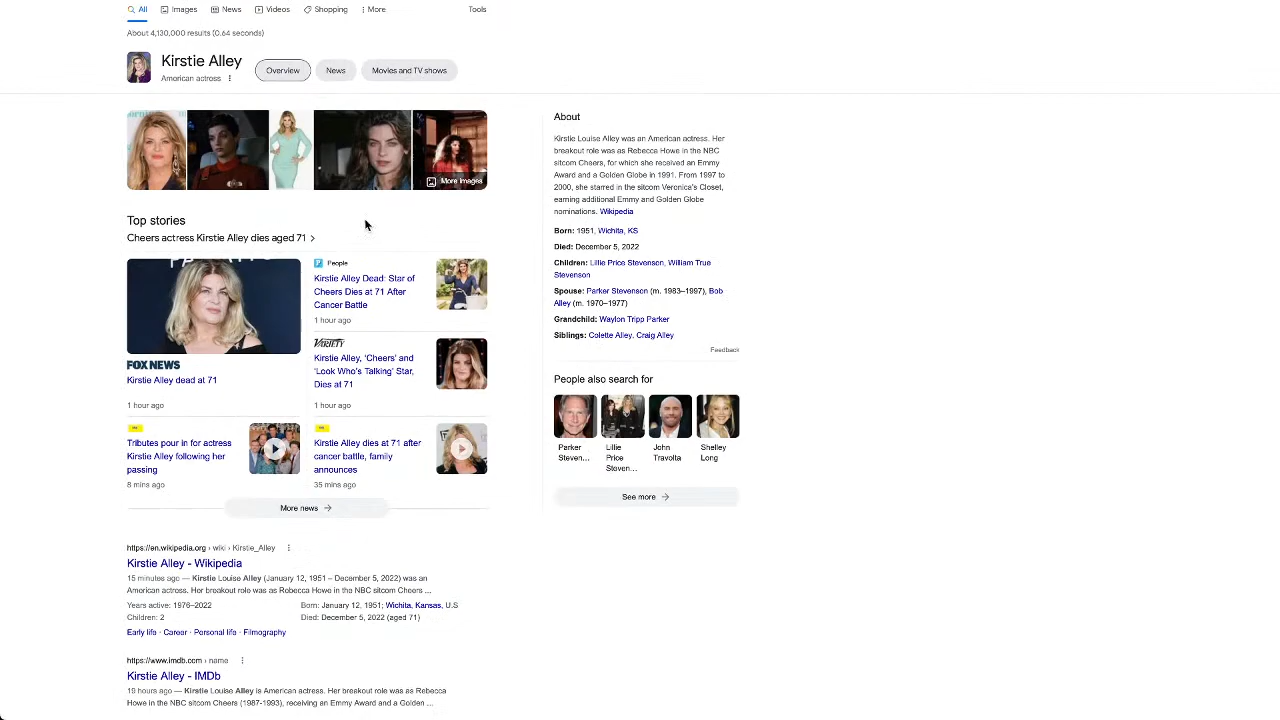 All Images News Videos Shopping More Tools
About 4,130,000 results (0.64 seconds)
Kirstie Alley
American actress
Overview News Movies and TV shows
More images
Top stories
Cheers actress Kirstie Alley dies aged 71
FOX NEWS
Kirstie Alley dead at 71
1 hour ago
People
Kirstie Alley Dead: Star of
Cheers Dies at 71 After
Cancer Battle
1 hour ago
VARIETY
Kirstie Alley, 'Cheers' and
'Look Who's Talking' Star,
Dies at 71
1 hour ago
Tributes pour in for actress
Kirstie Alley following her
passing
8 mins ago
Kirstie Alley dies at 71 after
cancer battle, family
announces
35 mins ago
More news
https://en.wikipedia.org › wiki › Kirstie_Alley
Kirstie Alley - Wikipedia
15 minutes ago — Kirstie Louise Alley (January 12, 1951 – December 5, 2022) was an
American actress. Her breakout role was as Rebecca Howe in the NBC sitcom Cheers ...
Years active: 1976–2022 Born: January 12, 1951; Wichita, Kansas, U.S
Children: 2 Died: December 5, 2022 (aged 71)
Early life · Career · Personal life · Filmography
https://www.imdb.com › name
Kirstie Alley - IMDb
19 hours ago — Kirstie Louise Alley is American actress. Her breakout role was as Rebecca
Howe in the NBC sitcom Cheers (1987-1993), receiving an Emmy Award and a Golden ...
About
Kirstie Louise Alley was an American actress. Her
breakout role was as Rebecca Howe in the NBC
sitcom Cheers, for which she received an Emmy
Award and a Golden Globe in 1991. From 1997 to
2000, she starred in the sitcom Veronica's Closet,
earning additional Emmy and Golden Globe
nominations. Wikipedia
Born: 1951, Wichita, KS
Died: December 5, 2022
Children: Lillie Price Stevenson, William True
Stevenson
Spouse: Parker Stevenson (m. 1983–1997), Bob
Alley (m. 1970–1977)
Grandchild: Waylon Tripp Parker
Siblings: Colette Alley, Craig Alley
Feedback
People also search for
Parker
Steven...
Lillie
Price
Steven...
John
Travolta
Shelley
Long
See more